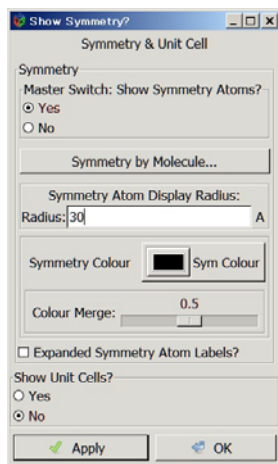 Show Symmetry?
Symmetry & Unit Cell
Symmetry
Master Switch: Show Symmetry Atoms?
Yes
No
Symmetry by Molecule...
Symmetry Atom Display Radius:
Radius: 30 A
Symmetry Colour Sym Colour
0.5
Colour Merge:
Expanded Symmetry Atom Labels?
Show Unit Cells?
Yes
No
Apply OK